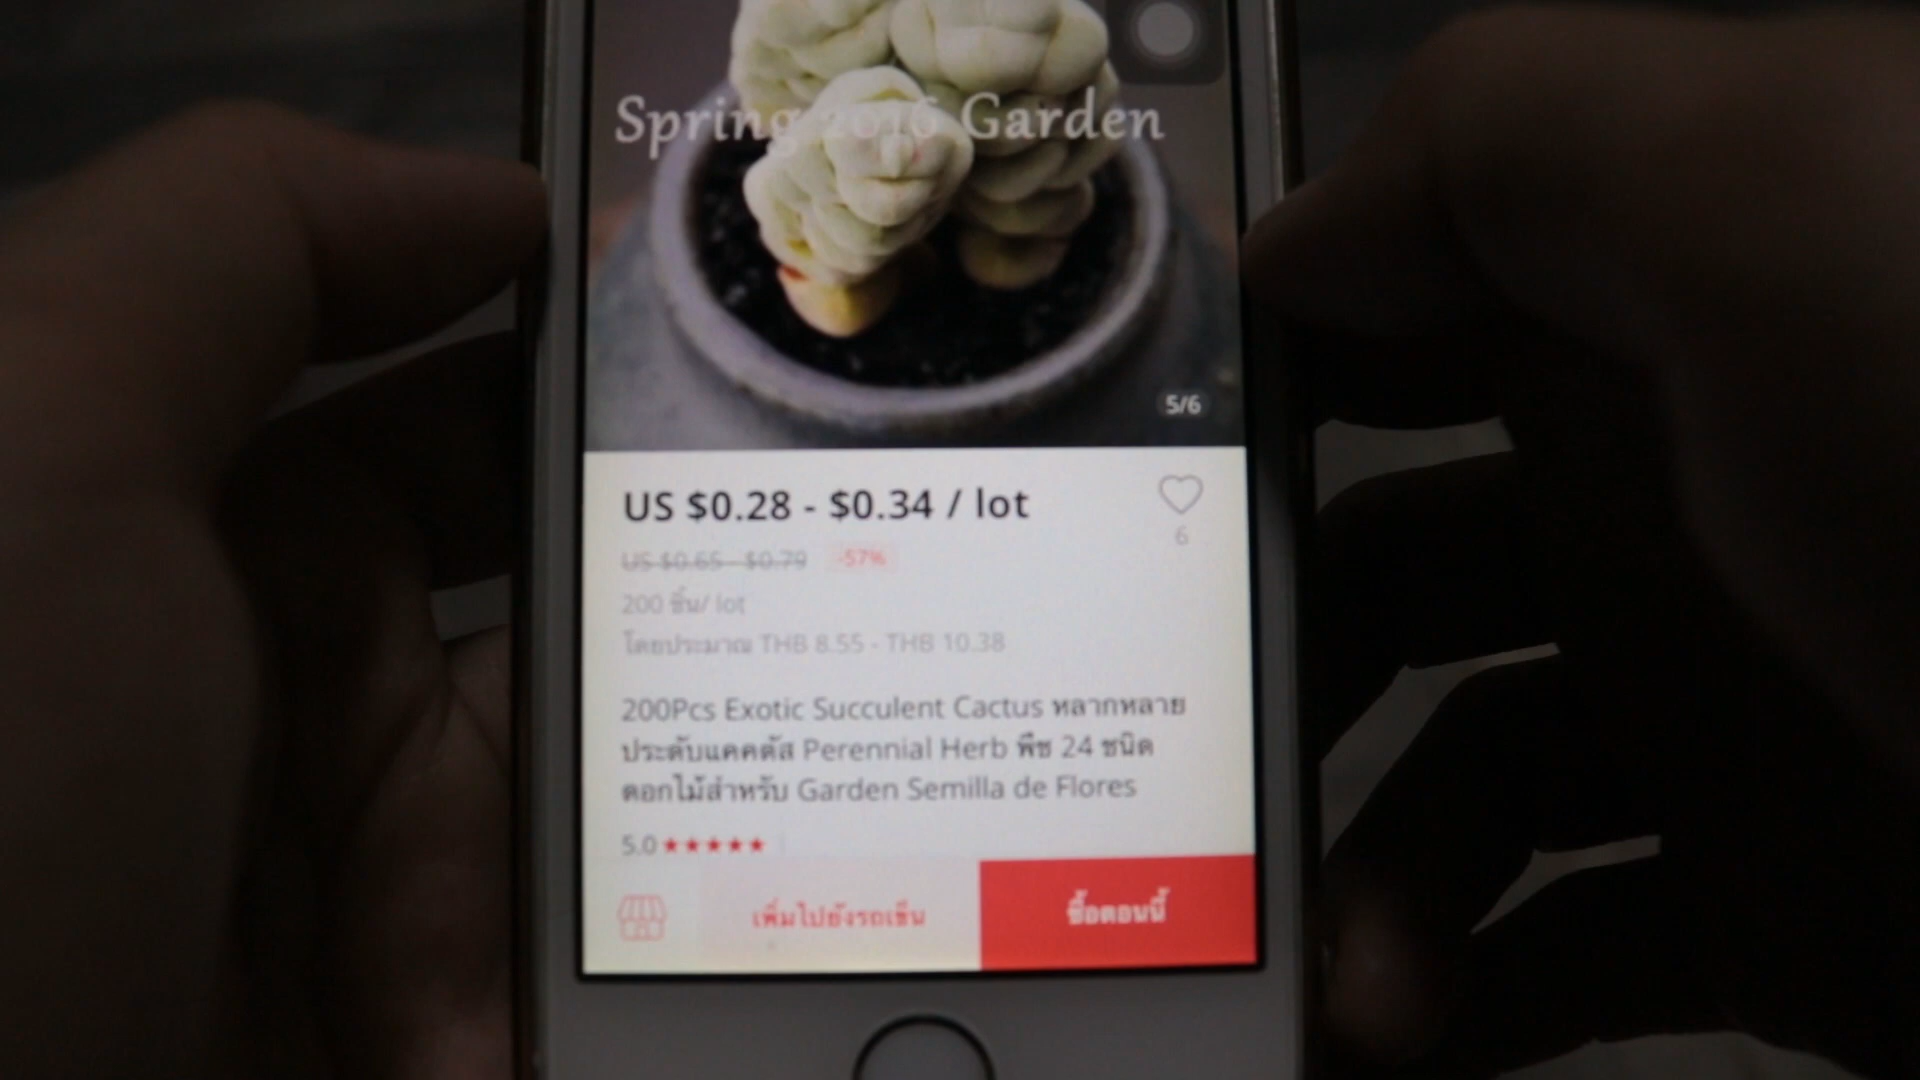 Spring 2016 Garden
5/6
US $0.28 - $0.34 / lot
6
US $0.65 - $0.79 -57%
200 ชิ้น/ lot
โดยประมาณ THB 8.55 - THB 10.38
200Pcs Exotic Succulent Cactus หลากหลาย
ประดับแคคตัส Perennial Herb พืช 24 ชนิด
ดอกไม้สำหรับ Garden Semilla de Flores
5.0
เพิ่มไปยังรถเข็น
ซื้อตอนนี้